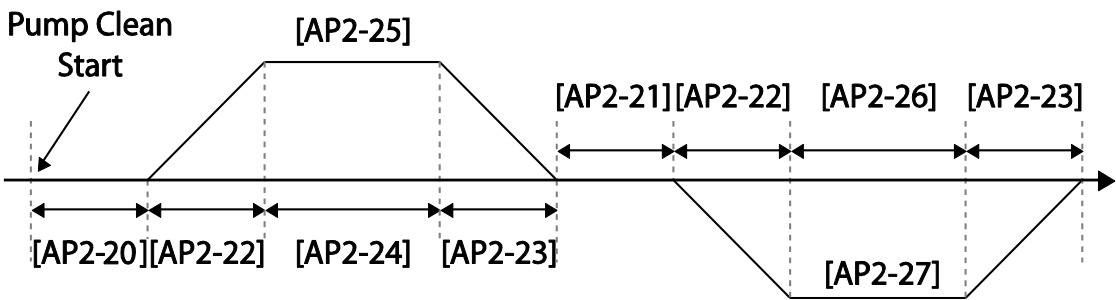 Pump Clean
Start
[AP2-25]
[AP2-21] [AP2-22] [AP2-26] [AP2-23]
[AP2-20] [AP2-22] [AP2-24] [AP2-23]
[AP2-27]